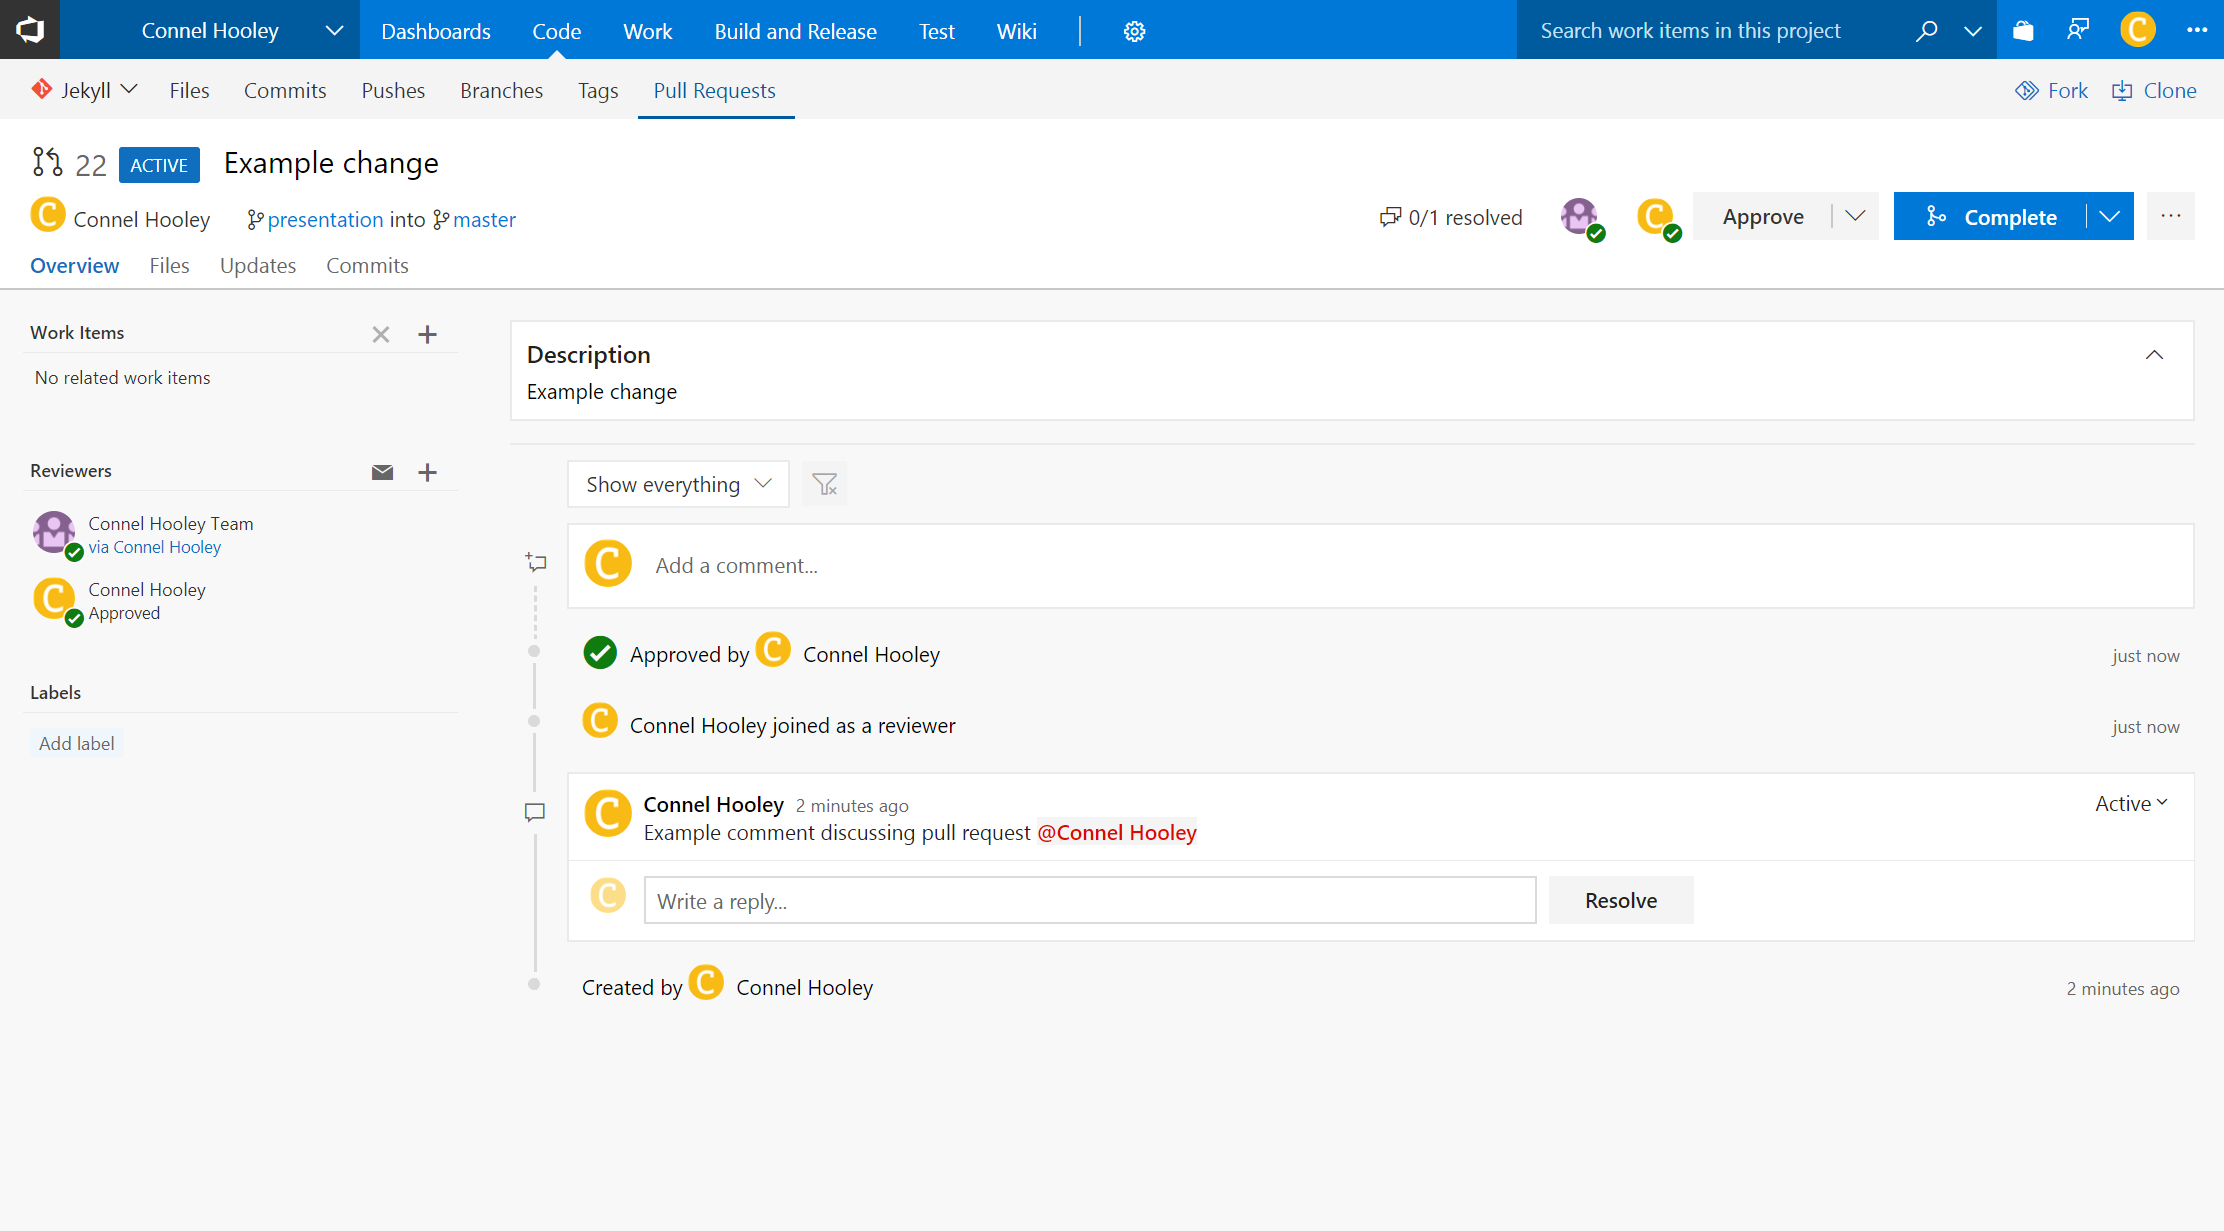 Connel Hooley Dashboards Code Work Build and Release Test Wiki Search work items in this project C
Jekyll Files Commits Pushes Branches Tags Pull Requests Fork Clone
22 ACTIVE Example change
C Connel Hooley presentation into master 0/1 resolved C Approve Complete ...
Overview Files Updates Commits
Work Items
No related work items
Reviewers
Connel Hooley Team
via Connel Hooley
C Connel Hooley
Approved
Labels
Add label
Description
Example change
Show everything
C Add a comment...
Approved by C Connel Hooley just now
C Connel Hooley joined as a reviewer just now
C Connel Hooley 2 minutes ago Active
Example comment discussing pull request @Connel Hooley
C Write a reply... Resolve
Created by C Connel Hooley 2 minutes ago